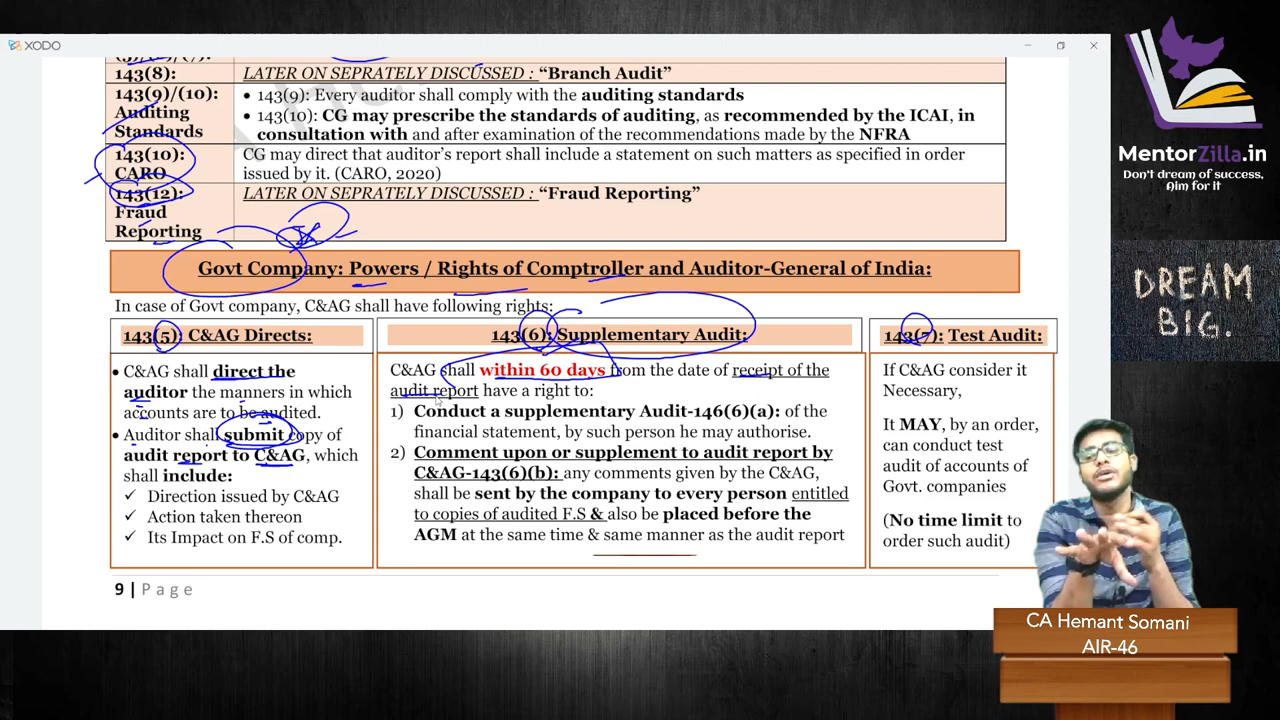 XODO
143(8):
LATER ON SEPRATELY DISCUSSED : “Branch Audit”
143(9)/(10):
Auditing
Standards
• 143(9): Every auditor shall comply with the auditing standards
• 143(10): CG may prescribe the standards of auditing, as recommended by the ICAI, in
consultation with and after examination of the recommendations made by the NFRA
143(10):
CARO
CG may direct that auditor’s report shall include a statement on such matters as specified in order
issued by it. (CARO, 2020)
143(12):
Fraud
Reporting
LATER ON SEPRATELY DISCUSSED : “Fraud Reporting”
Govt Company: Powers / Rights of Comptroller and Auditor-General of India:
In case of Govt company, C&AG shall have following rights:
143(5): C&AG Directs:
• C&AG shall direct the
auditor the manners in which
accounts are to be audited.
• Auditor shall submit copy of
audit report to C&AG, which
shall include:
✓ Direction issued by C&AG
✓ Action taken thereon
✓ Its Impact on F.S of comp.
143(6): Supplementary Audit:
C&AG shall within 60 days from the date of receipt of the
audit report have a right to:
1) Conduct a supplementary Audit-146(6)(a): of the
financial statement, by such person he may authorise.
2) Comment upon or supplement to audit report by
C&AG-143(6)(b): any comments given by the C&AG,
shall be sent by the company to every person entitled
to copies of audited F.S & also be placed before the
AGM at the same time & same manner as the audit report
143(7): Test Audit:
If C&AG consider it
Necessary,
It MAY, by an order,
can conduct test
audit of accounts of
Govt. companies
(No time limit to
order such audit)
9 | Page
MentorZilla.in
Don't dream of success,
Aim for it
DREAM
BIG.
CA Hemant Somani
AIR-46